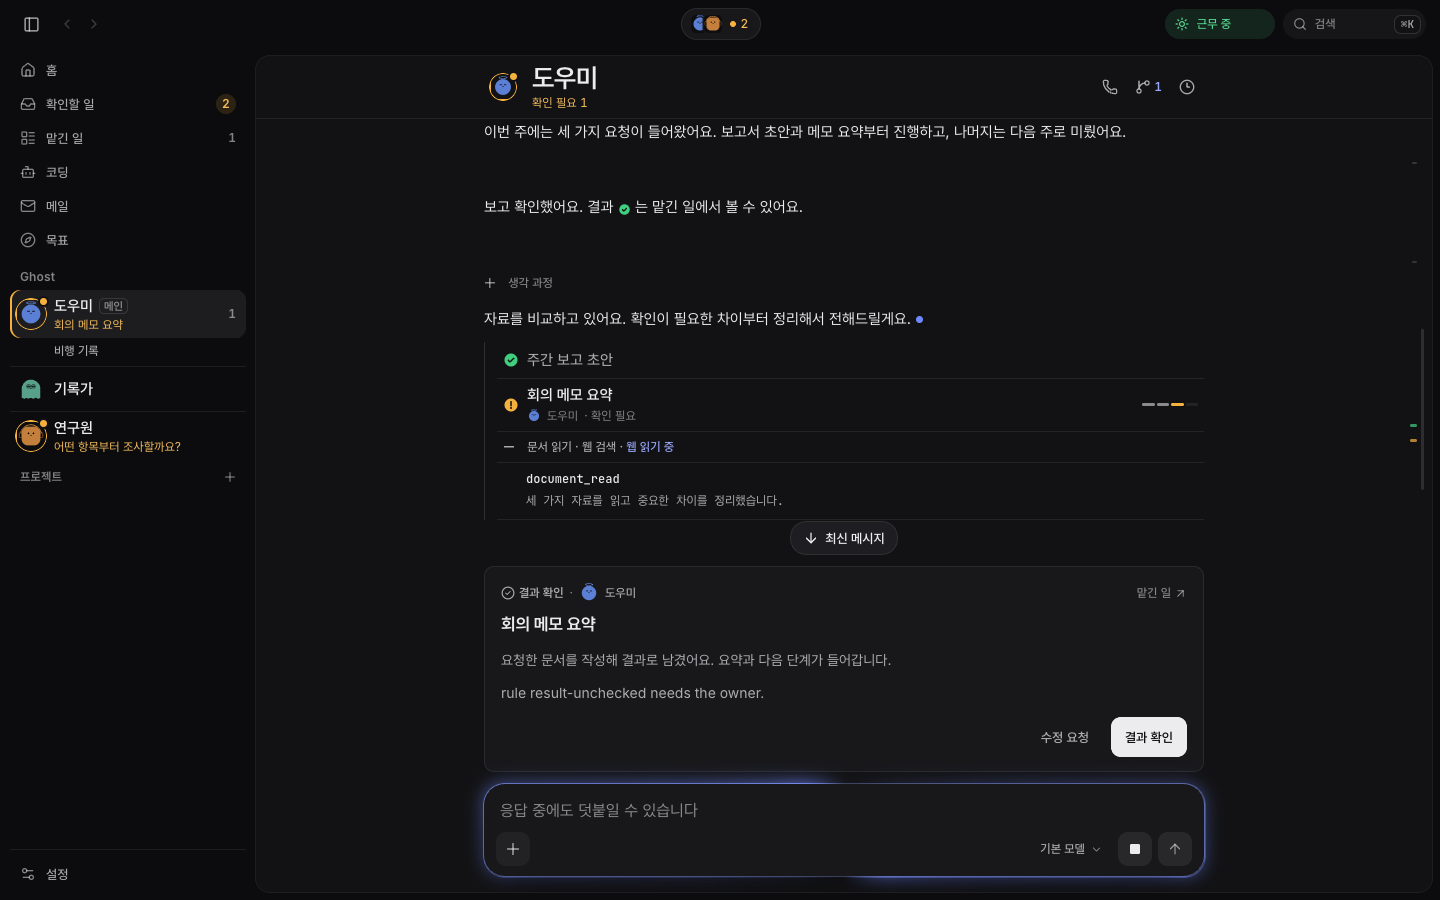 2
근무 중
검색
⌘K
홈
확인할 일
2
맡긴 일
1
코딩
메일
목표
Ghost
도우미
메인
회의 메모 요약
1
비행 기록
기록가
연구원
어떤 항목부터 조사할까요?
프로젝트
설정
도우미
확인 필요 1
1
이번 주에는 세 가지 요청이 들어왔어요. 보고서 초안과 메모 요약부터 진행하고, 나머지는 다음 주로 미뤘어요.
보고 확인했어요. 결과 는 맡긴 일에서 볼 수 있어요.
생각 과정
자료를 비교하고 있어요. 확인이 필요한 차이부터 정리해서 전해드릴게요.
주간 보고 초안
회의 메모 요약
도우미 · 확인 필요
문서 읽기 · 웹 검색 · 웹 읽기 중
document_read
세 가지 자료를 읽고 중요한 차이를 정리했습니다.
최신 메시지
결과 확인 · 도우미
맡긴 일
회의 메모 요약
요청한 문서를 작성해 결과로 남겼어요. 요약과 다음 단계가 들어갑니다.
rule result-unchecked needs the owner.
수정 요청
결과 확인
응답 중에도 덧붙일 수 있습니다
기본 모델